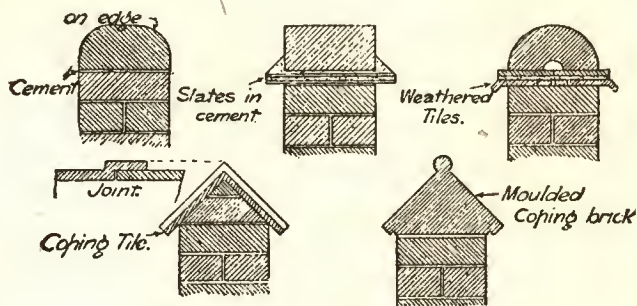 on edge
Cement
Slates in
cement
Weathered
Tiles.
Joint.
Coping Tile.
Moulded
Coping brick